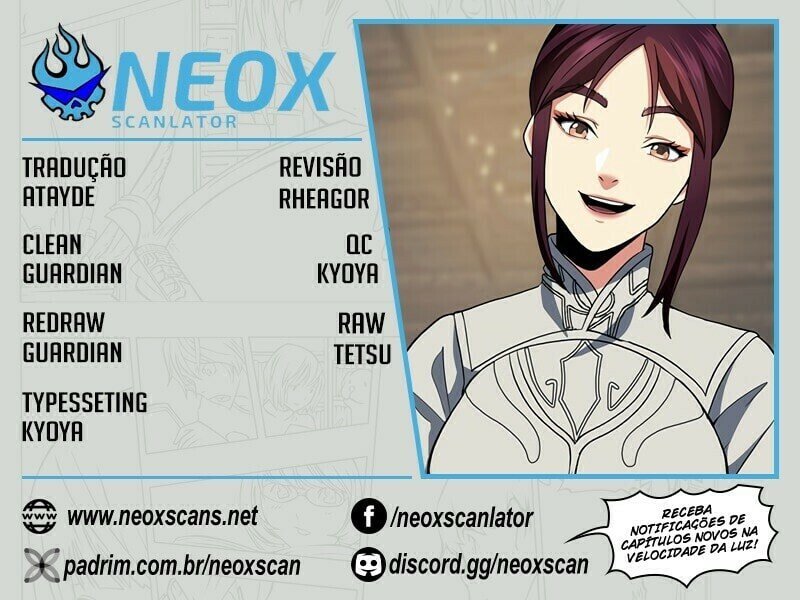 NEOX
SCANLATOR
TRADUÇÃO
ATAYDE
REVISÃO
RHEAGOR
CLEAN
GUARDIAN
QC
KYOYA
REDRAW
GUARDIAN
RAW
TETSU
TYPESSETING
KYOYA
www
www.neoxscans.net
f /neoxscanlator
padrim.com.br/neoxscan
discord.gg/neoxscan
RECEBA
NOTIFICAÇÕES DE
CAPÍTULOS NOVOS NA
VELOCIDADE DA LUZ!